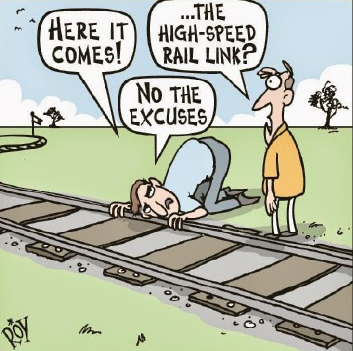 HERE IT
COMES!
...THE
HIGH-SPEED
RAIL LINK?
NO THE
EXCUSES
ROY